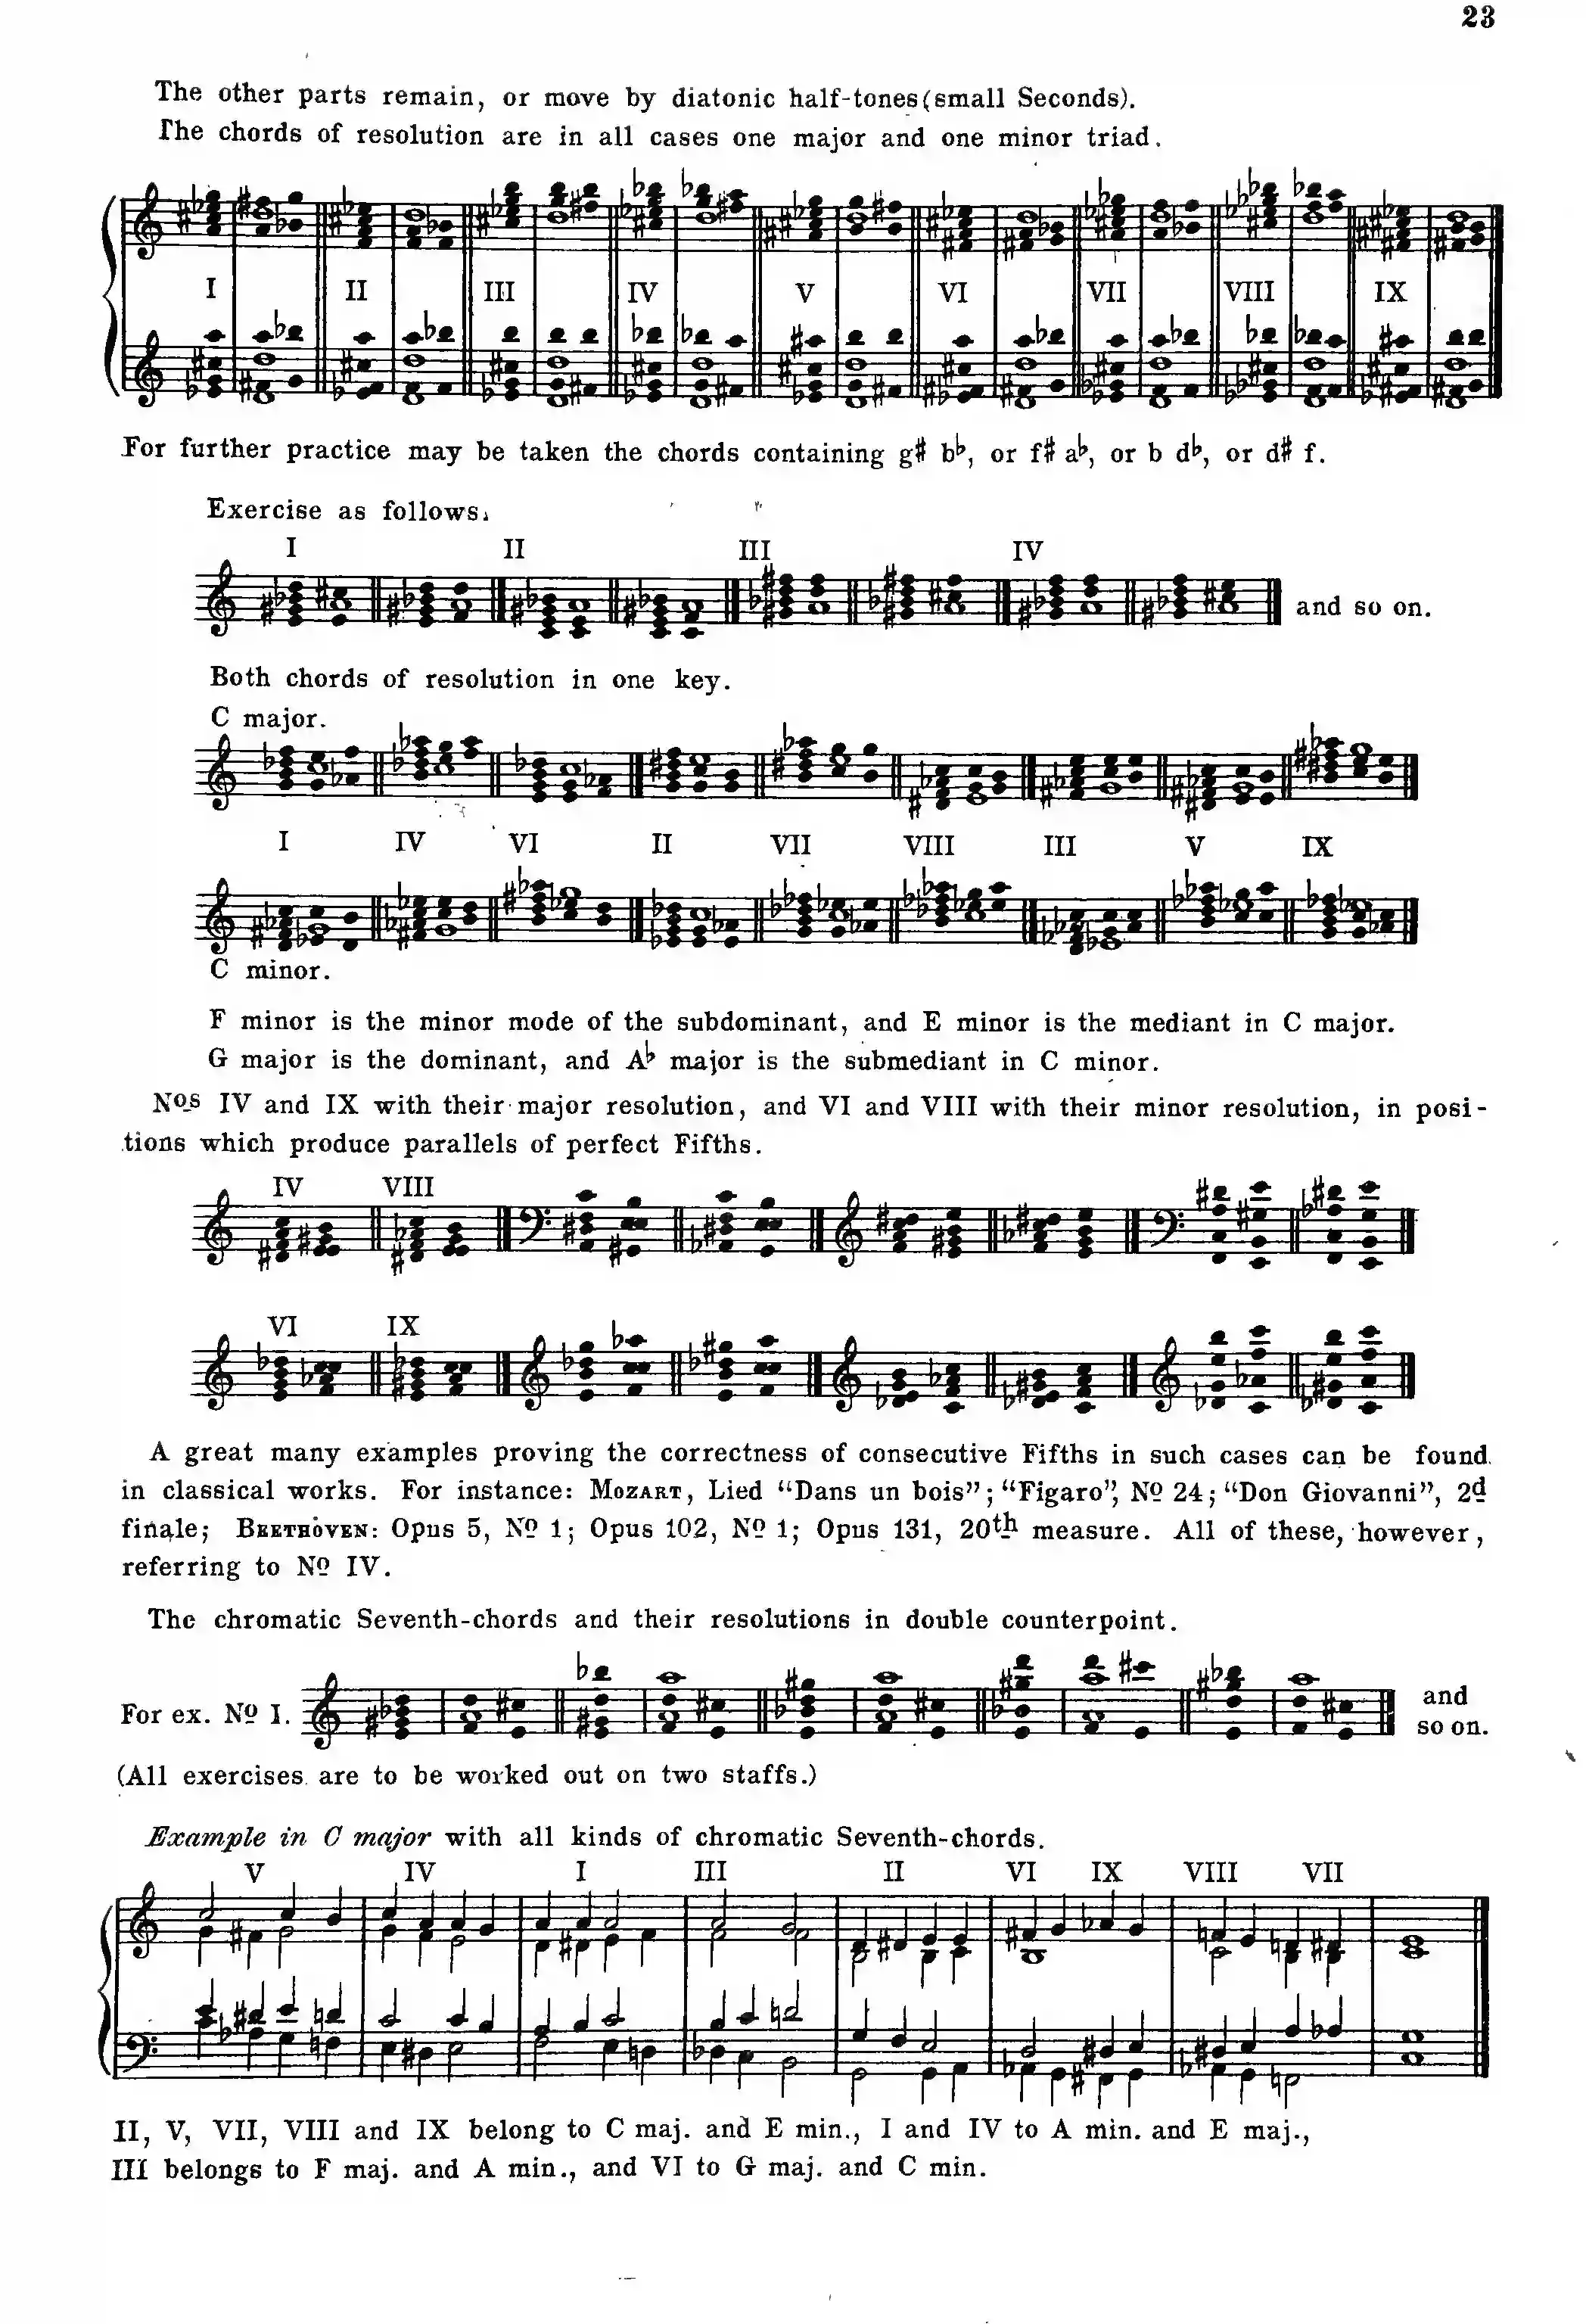 23
The other parts remain, or move by diatonic half-tones(small Seconds).
The chords of resolution are in all cases one major and one minor triad.
I II III IV V VI VII VIII IX
For further practice may be taken the chords containing g♯ b♭, or f♯ a♭, or b d♭, or d♯ f.
Exercise as follows.
I II III IV
and so on.
Both chords of resolution in one key.
C major.
I IV VI II VII VIII III V IX
C minor.
F minor is the minor mode of the subdominant, and E minor is the mediant in C major.
G major is the dominant, and A♭ major is the submediant in C minor.
Nos IV and IX with their major resolution, and VI and VIII with their minor resolution, in posi-
tions which produce parallels of perfect Fifths.
IV VIII
VI IX
A great many examples proving the correctness of consecutive Fifths in such cases can be found
in classical works. For instance: MOZART, Lied “Dans un bois”; “Figaro”, No 24; “Don Giovanni”, 2d
finale; BEETHOVEN: Opus 5, No 1; Opus 102, No 1; Opus 131, 20th measure. All of these, however,
referring to No IV.
The chromatic Seventh-chords and their resolutions in double counterpoint.
For ex. No I.
and
so on.
(All exercises are to be worked out on two staffs.)
Example in C major with all kinds of chromatic Seventh-chords.
V IV I III II VI IX VIII VII
II, V, VII, VIII and IX belong to C maj. and E min., I and IV to A min. and E maj.,
III belongs to F maj. and A min., and VI to G maj. and C min.